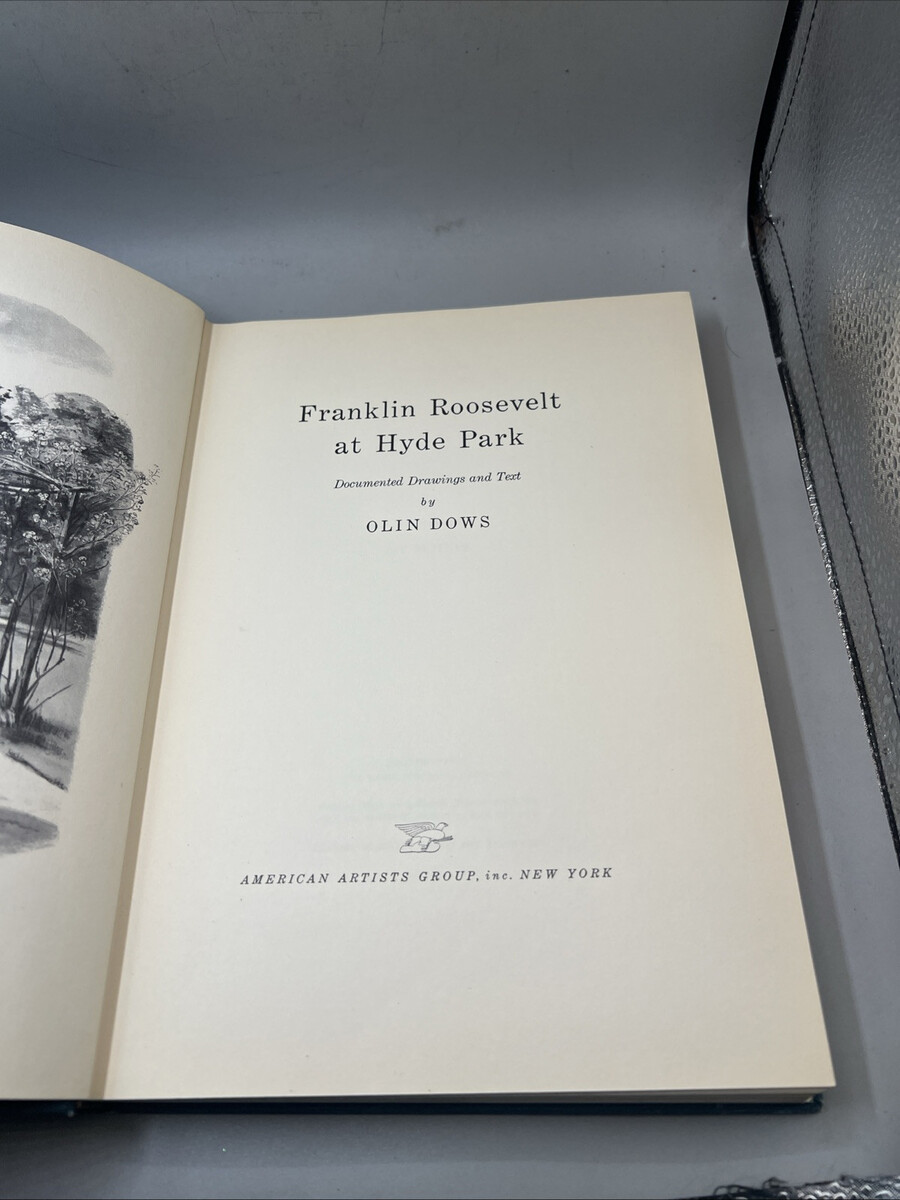 Franklin Roosevelt
at Hyde Park
Documented Drawings and Text
by
OLIN DOWS
AMERICAN ARTISTS GROUP, inc. NEW YORK